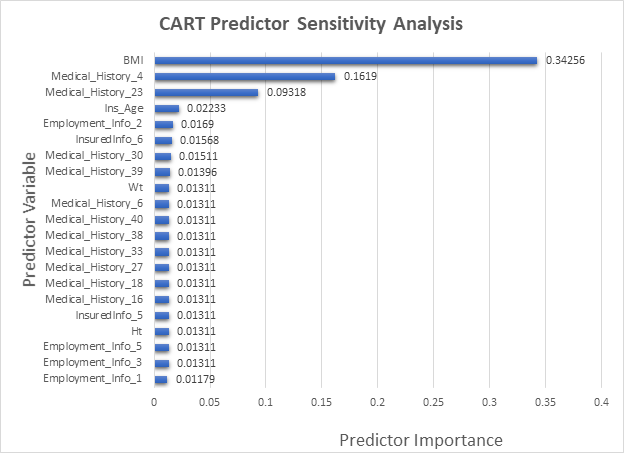 CART Predictor Sensitivity Analysis
Predictor Variable
BMI 0.34256
Medical_History_4 0.1619
Medical_History_23 0.09318
Ins_Age 0.02233
Employment_Info_2 0.0169
InsuredInfo_6 0.01568
Medical_History_30 0.01511
Medical_History_39 0.01396
Wt 0.01311
Medical_History_6 0.01311
Medical_History_40 0.01311
Medical_History_38 0.01311
Medical_History_33 0.01311
Medical_History_27 0.01311
Medical_History_18 0.01311
Medical_History_16 0.01311
InsuredInfo_5 0.01311
Ht 0.01311
Employment_Info_5 0.01311
Employment_Info_3 0.01311
Employment_Info_1 0.01179
0 0.05 0.1 0.15 0.2 0.25 0.3 0.35 0.4
Predictor Importance